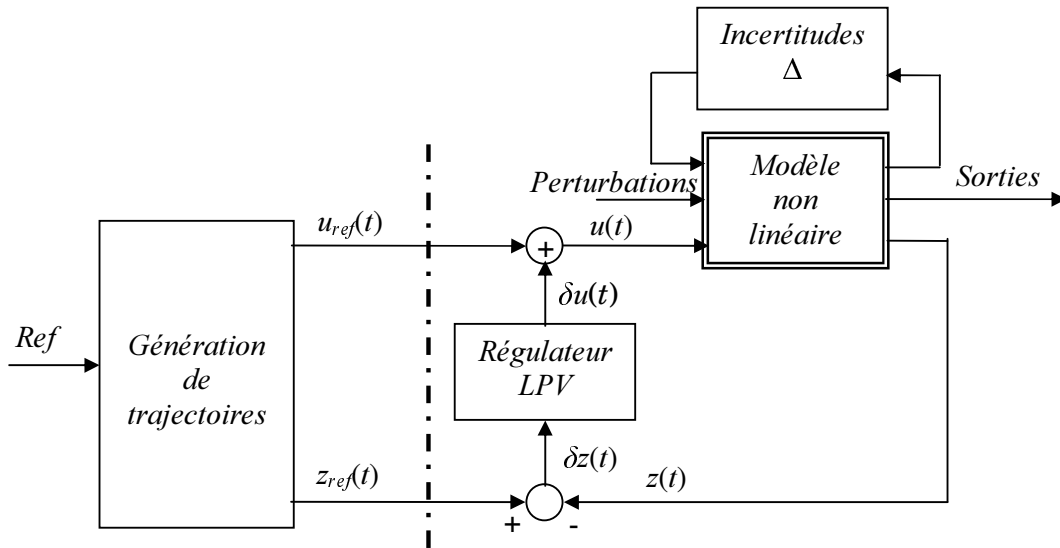 Incertitudes
Δ
Modèle
non
linéaire
Perturbations
Sorties
u_ref(t)
+
u(t)
δu(t)
Ref
Génération
de
trajectoires
Régulateur
LPV
δz(t)
z_ref(t)
z(t)
+
-